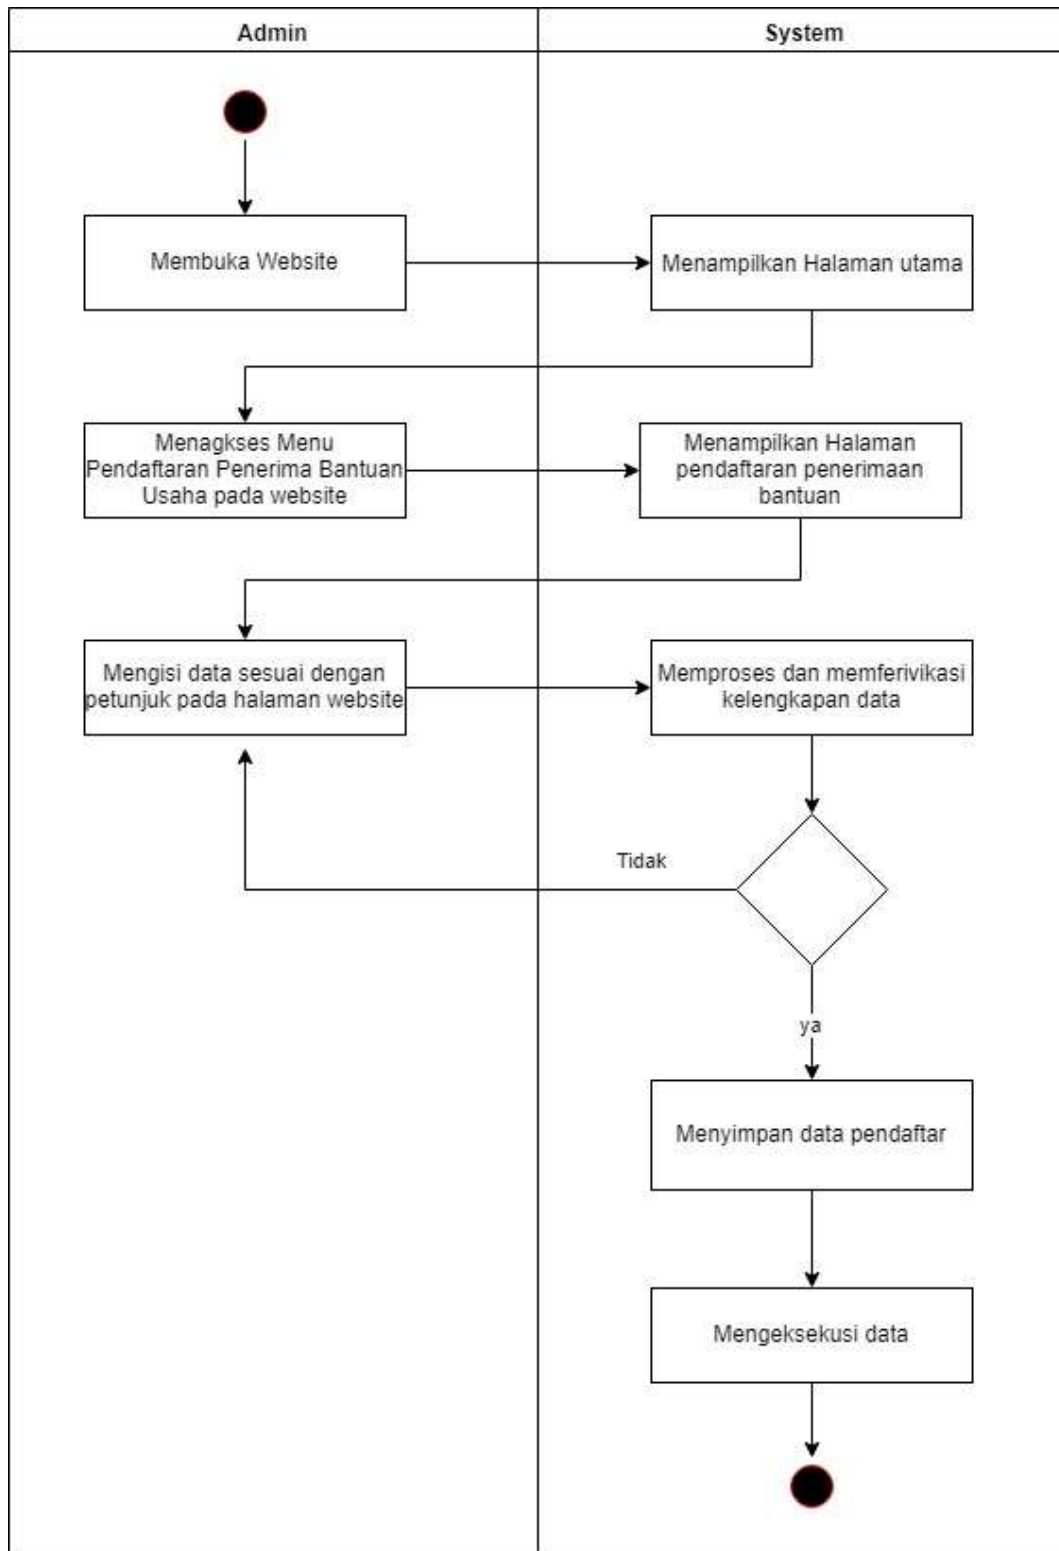 Admin
System
Membuka Website
Menampilkan Halaman utama
Menagkses Menu
Pendaftaran Penerima Bantuan
Usaha pada website
Menampilkan Halaman
pendaftaran penerimaan
bantuan
Mengisi data sesuai dengan
petunjuk pada halaman website
Memproses dan memferivikasi
kelengkapan data
Tidak
ya
Menyimpan data pendaftar
Mengeksekusi data